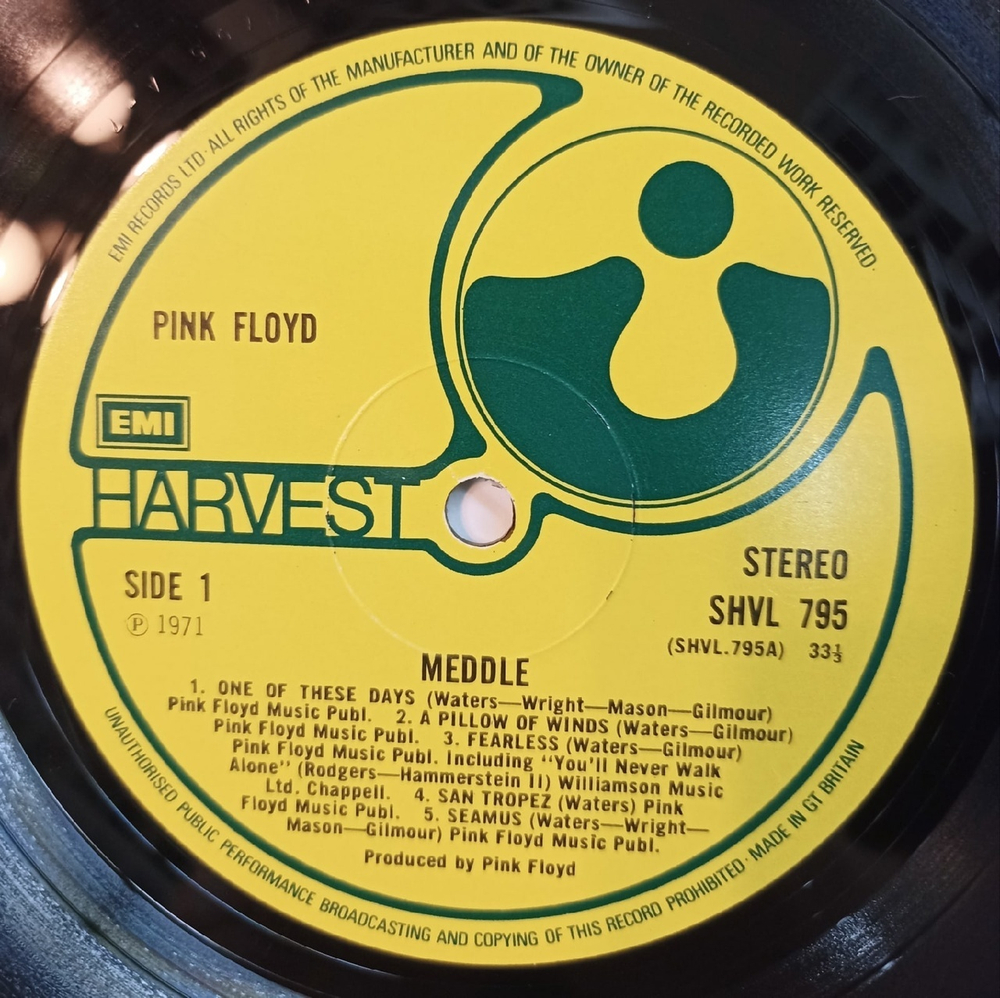 EMI RECORDS LTD·ALL RIGHTS OF THE MANUFACTURER AND OF THE OWNER OF THE RECORDED WORK RESERVED·
PINK FLOYD
EMI
HARVEST
SIDE 1
℗ 1971
STEREO
SHVL 795
(SHVL.795A) 33⅓
MEDDLE
1. ONE OF THESE DAYS (Waters—Wright—Mason—Gilmour)
Pink Floyd Music Publ. 2. A PILLOW OF WINDS (Waters—Gilmour)
Pink Floyd Music Publ. 3. FEARLESS (Waters—Gilmour)
Pink Floyd Music Publ. Including "You'll Never Walk
Alone" (Rodgers—Hammerstein II) Williamson Music
Ltd. Chappell. 4. SAN TROPEZ (Waters) Pink
Floyd Music Publ. 5. SEAMUS (Waters—Wright—
Mason—Gilmour) Pink Floyd Music Publ.
Produced by Pink Floyd
UNAUTHORISED PUBLIC PERFORMANCE BROADCASTING AND COPYING OF THIS RECORD PROHIBITED·MADE IN GT BRITAIN